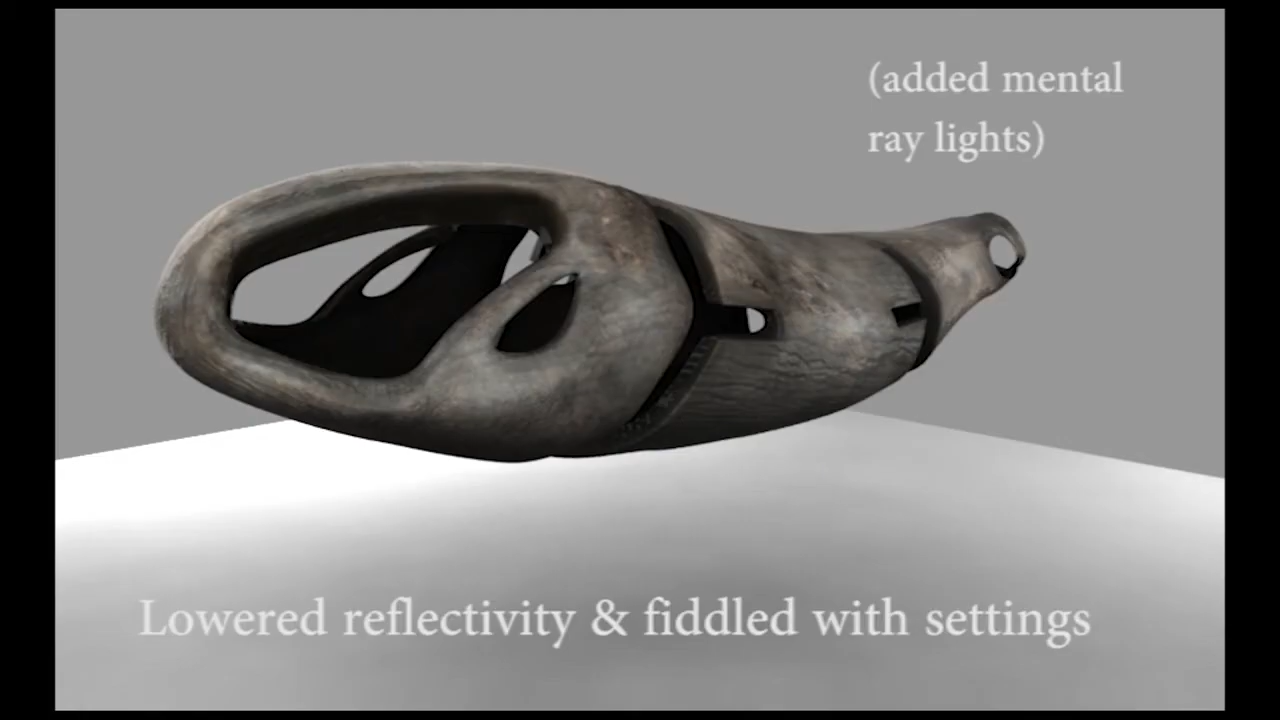 (added mental
ray lights)
Lowered reflectivity & fiddled with settings